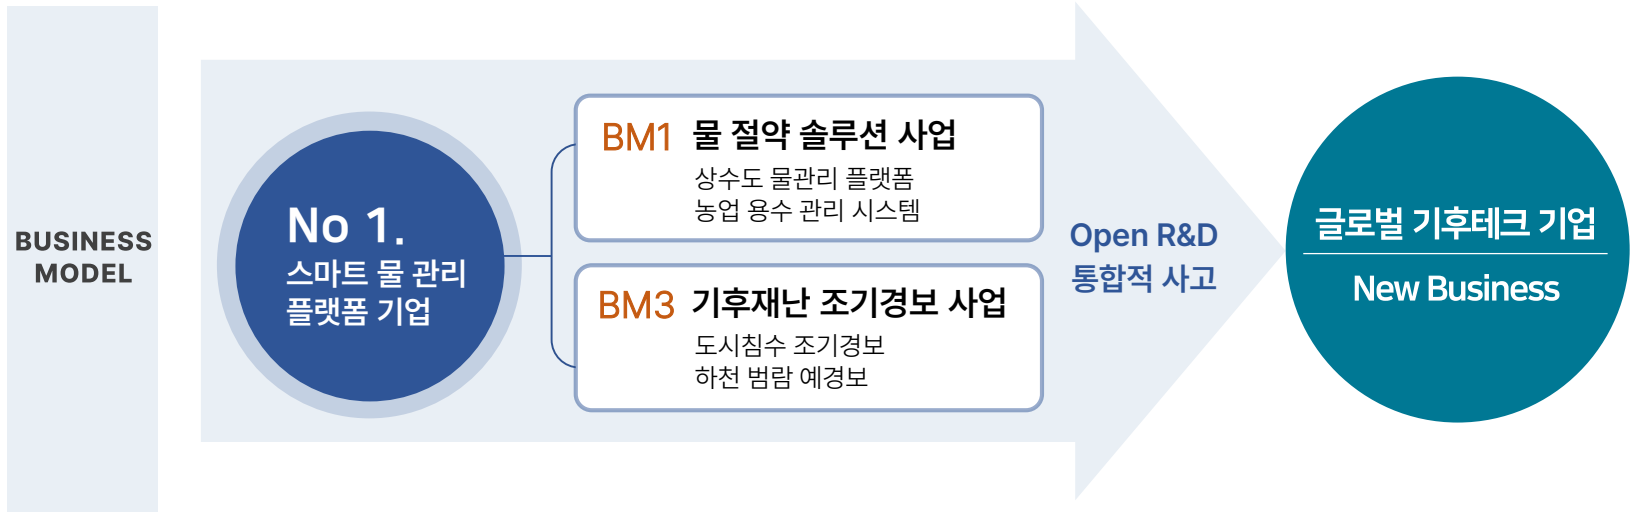 BUSINESS
MODEL
No 1.
스마트 물 관리
플랫폼 기업
BM1 물 절약 솔루션 사업
상수도 물관리 플랫폼
농업 용수 관리 시스템
BM3 기후재난 조기경보 사업
도시침수 조기경보
하천 범람 예경보
Open R&D
통합적 사고
글로벌 기후테크 기업
New Business